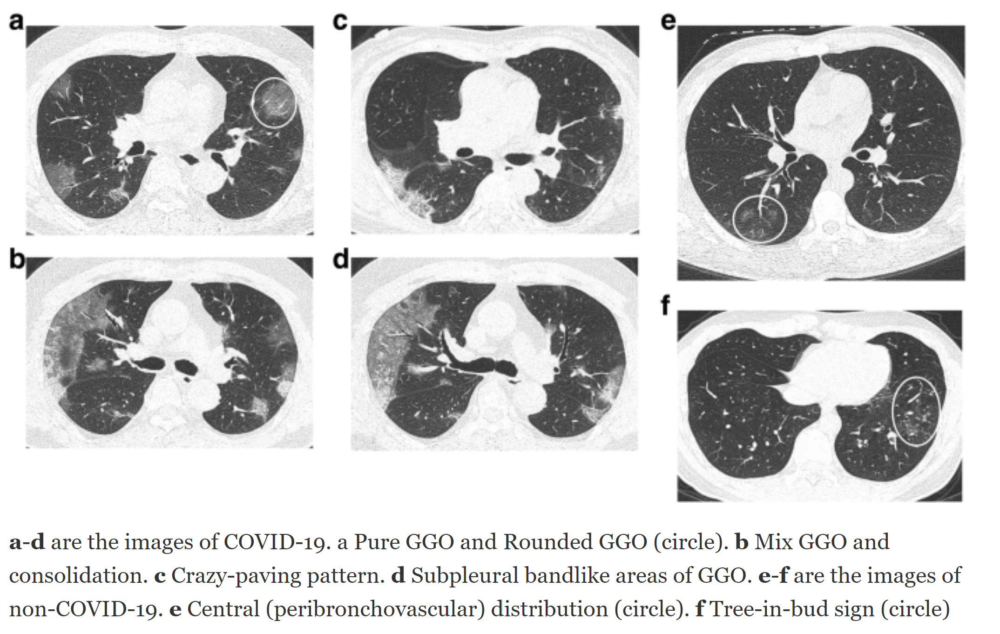 a
c
e
b
d
f
a-d are the images of COVID-19. a Pure GGO and Rounded GGO (circle). b Mix GGO and
consolidation. c Crazy-paving pattern. d Subpleural bandlike areas of GGO. e-f are the images of
non-COVID-19. e Central (peribronchovascular) distribution (circle). f Tree-in-bud sign (circle)